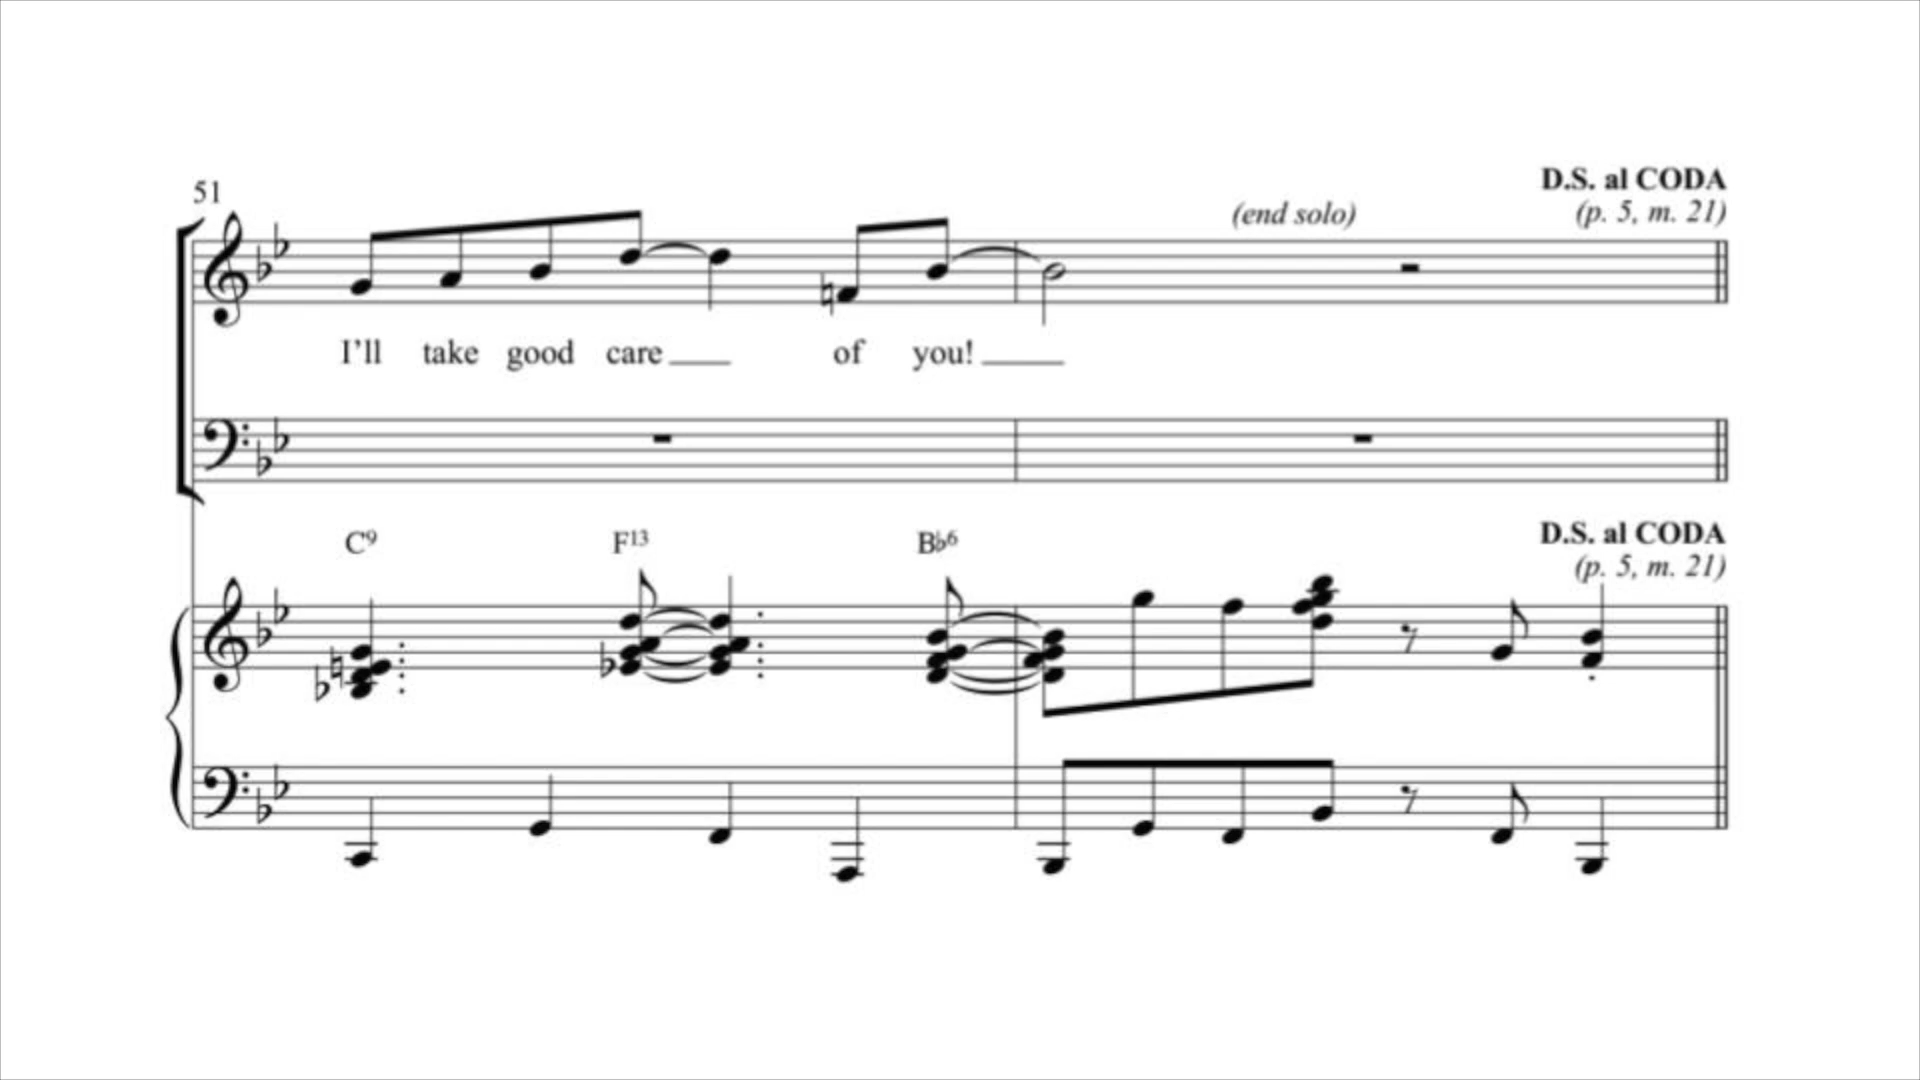 51
D.S. al CODA
(end solo)
(p. 5, m. 21)
I'll take good care of you!
C9 F13 B♭6
D.S. al CODA
(p. 5, m. 21)